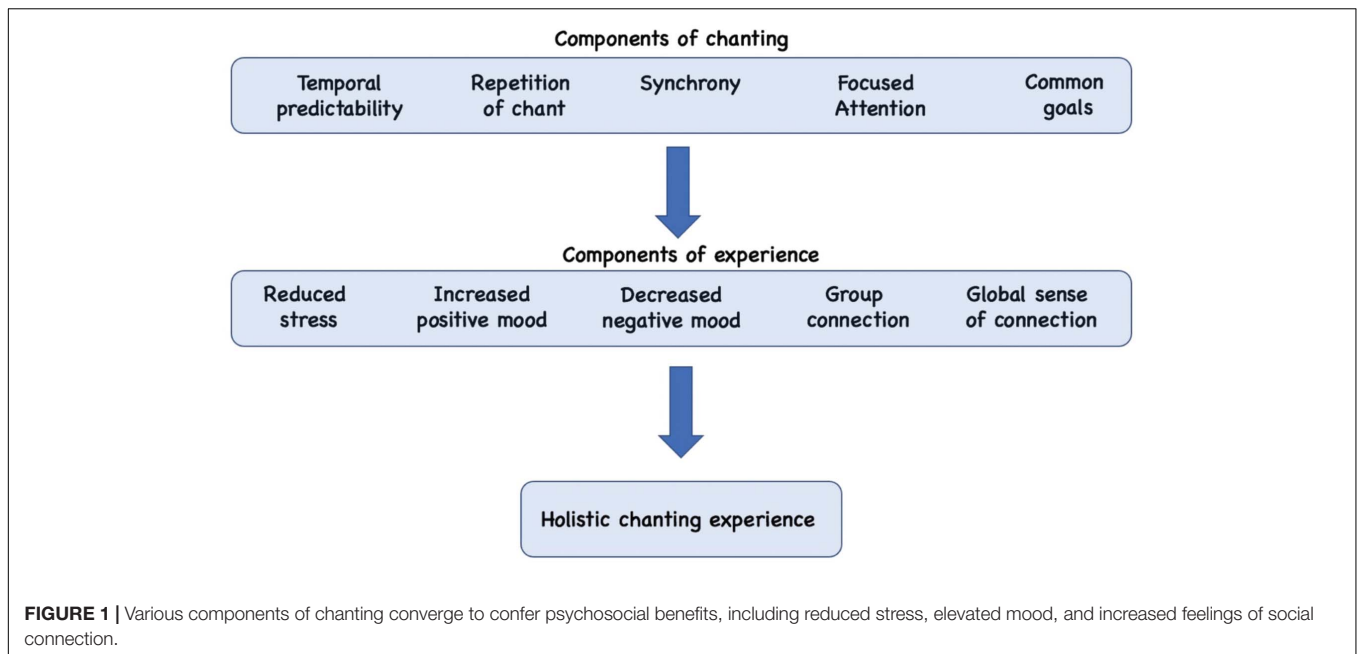 Components of chanting
Temporal predictability
Repetition of chant
Synchrony
Focused Attention
Common goals
Components of experience
Reduced stress
Increased positive mood
Decreased negative mood
Group connection
Global sense of connection
Holistic chanting experience
FIGURE 1 | Various components of chanting converge to confer psychosocial benefits, including reduced stress, elevated mood, and increased feelings of social
connection.